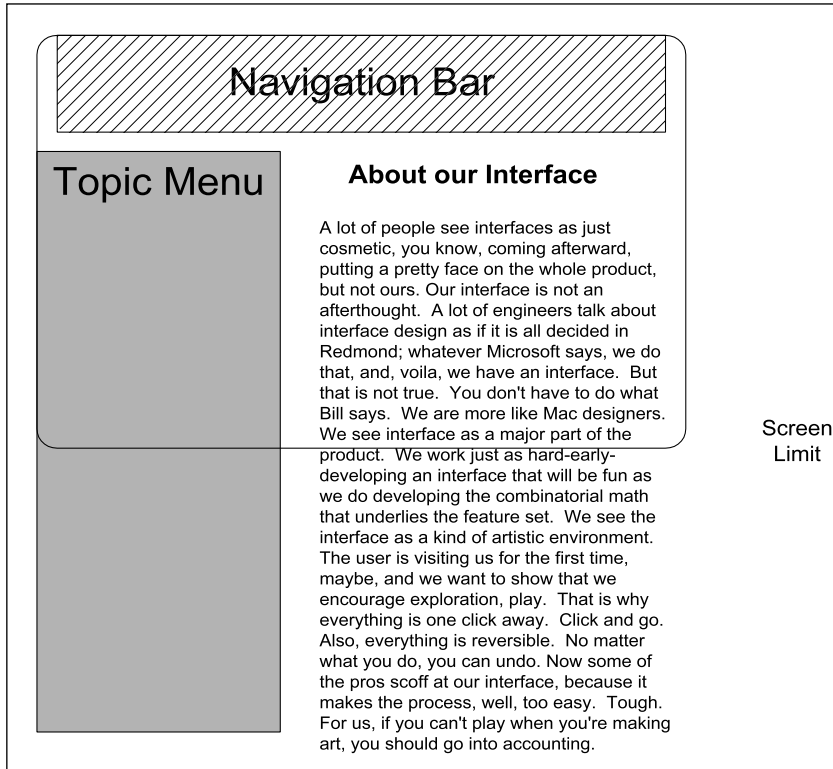 Navigation Bar
Topic Menu
About our Interface
A lot of people see interfaces as just
cosmetic, you know, coming afterward,
putting a pretty face on the whole product,
but not ours. Our interface is not an
afterthought.  A lot of engineers talk about
interface design as if it is all decided in
Redmond; whatever Microsoft says, we do
that, and, voila, we have an interface.  But
that is not true.  You don't have to do what
Bill says.  We are more like Mac designers.
We see interface as a major part of the
product.  We work just as hard-early-
developing an interface that will be fun as
we do developing the combinatorial math
that underlies the feature set.  We see the
interface as a kind of artistic environment.
The user is visiting us for the first time,
maybe, and we want to show that we
encourage exploration, play.  That is why
everything is one click away.  Click and go.
Also, everything is reversible.  No matter
what you do, you can undo. Now some of
the pros scoff at our interface, because it
makes the process, well, too easy.  Tough.
For us, if you can't play when you're making
art, you should go into accounting.
Screen
Limit